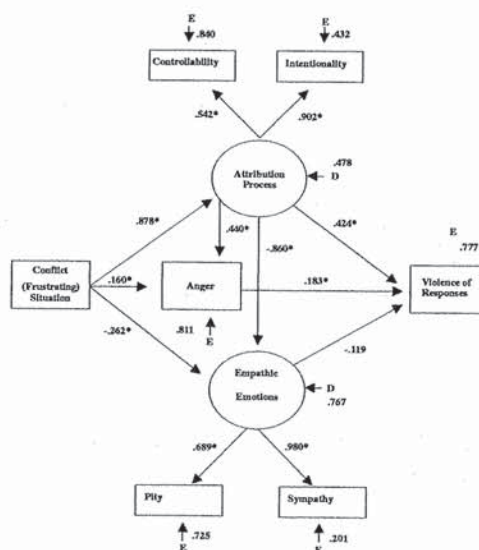 E E
.840 .432
Controllability Intentionality
.542* .902*
.478
Attribution D
Process
.878* .440* -.860* .424* E
.777
Conflict
(Frustrating)
Situation
.160* Anger .183* Violence of
Responses
-.262* .811 -.119
E
Empathic
Emotions D
.767
.689* .980*
Pity Sympathy
.725 .201
E E